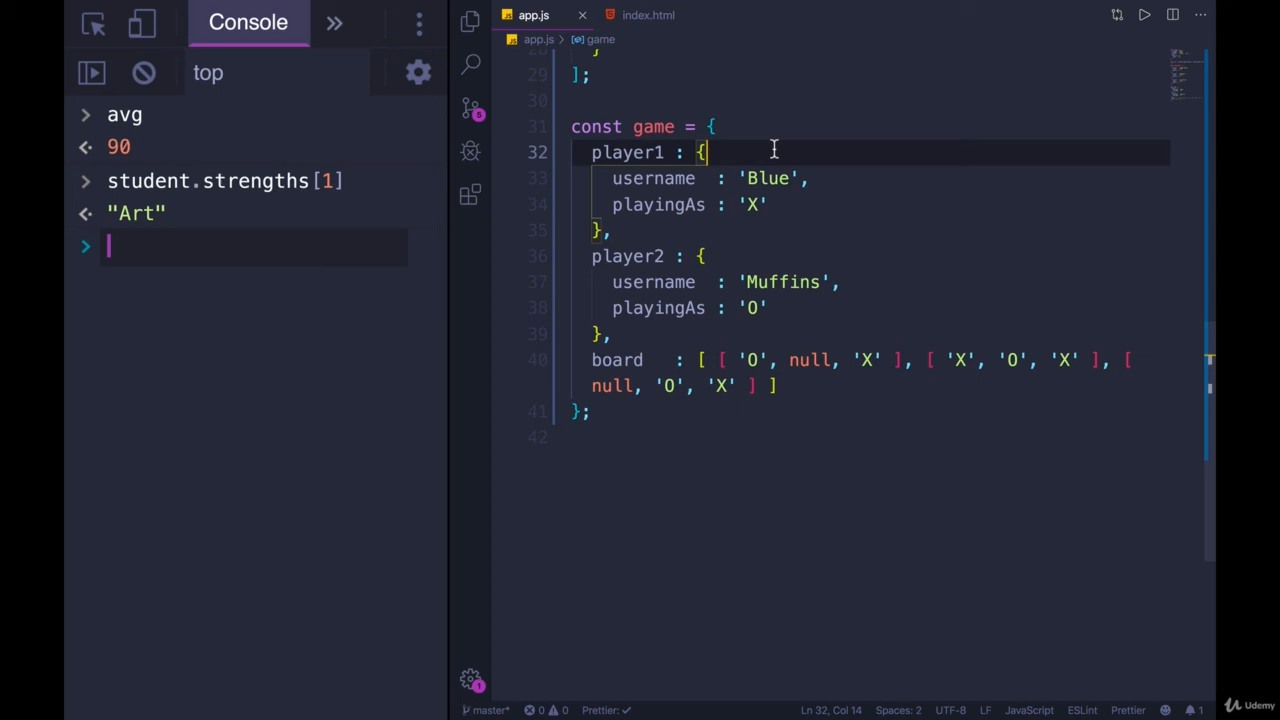 Console
top
avg
90
student.strengths[1]
"Art"
app.js
index.html
app.js > game
28 }
29 ];
30
31 const game = {
32 player1 : {
33 username : 'Blue',
34 playingAs : 'X'
35 },
36 player2 : {
37 username : 'Muffins',
38 playingAs : 'O'
39 },
40 board : [ [ 'O', null, 'X' ], [ 'X', 'O', 'X' ], [
null, 'O', 'X' ] ]
41 };
42
master* 0 0 Prettier: ✓ Ln 32, Col 14 Spaces: 2 UTF-8 LF JavaScript ESLint Prettier 1
Udemy